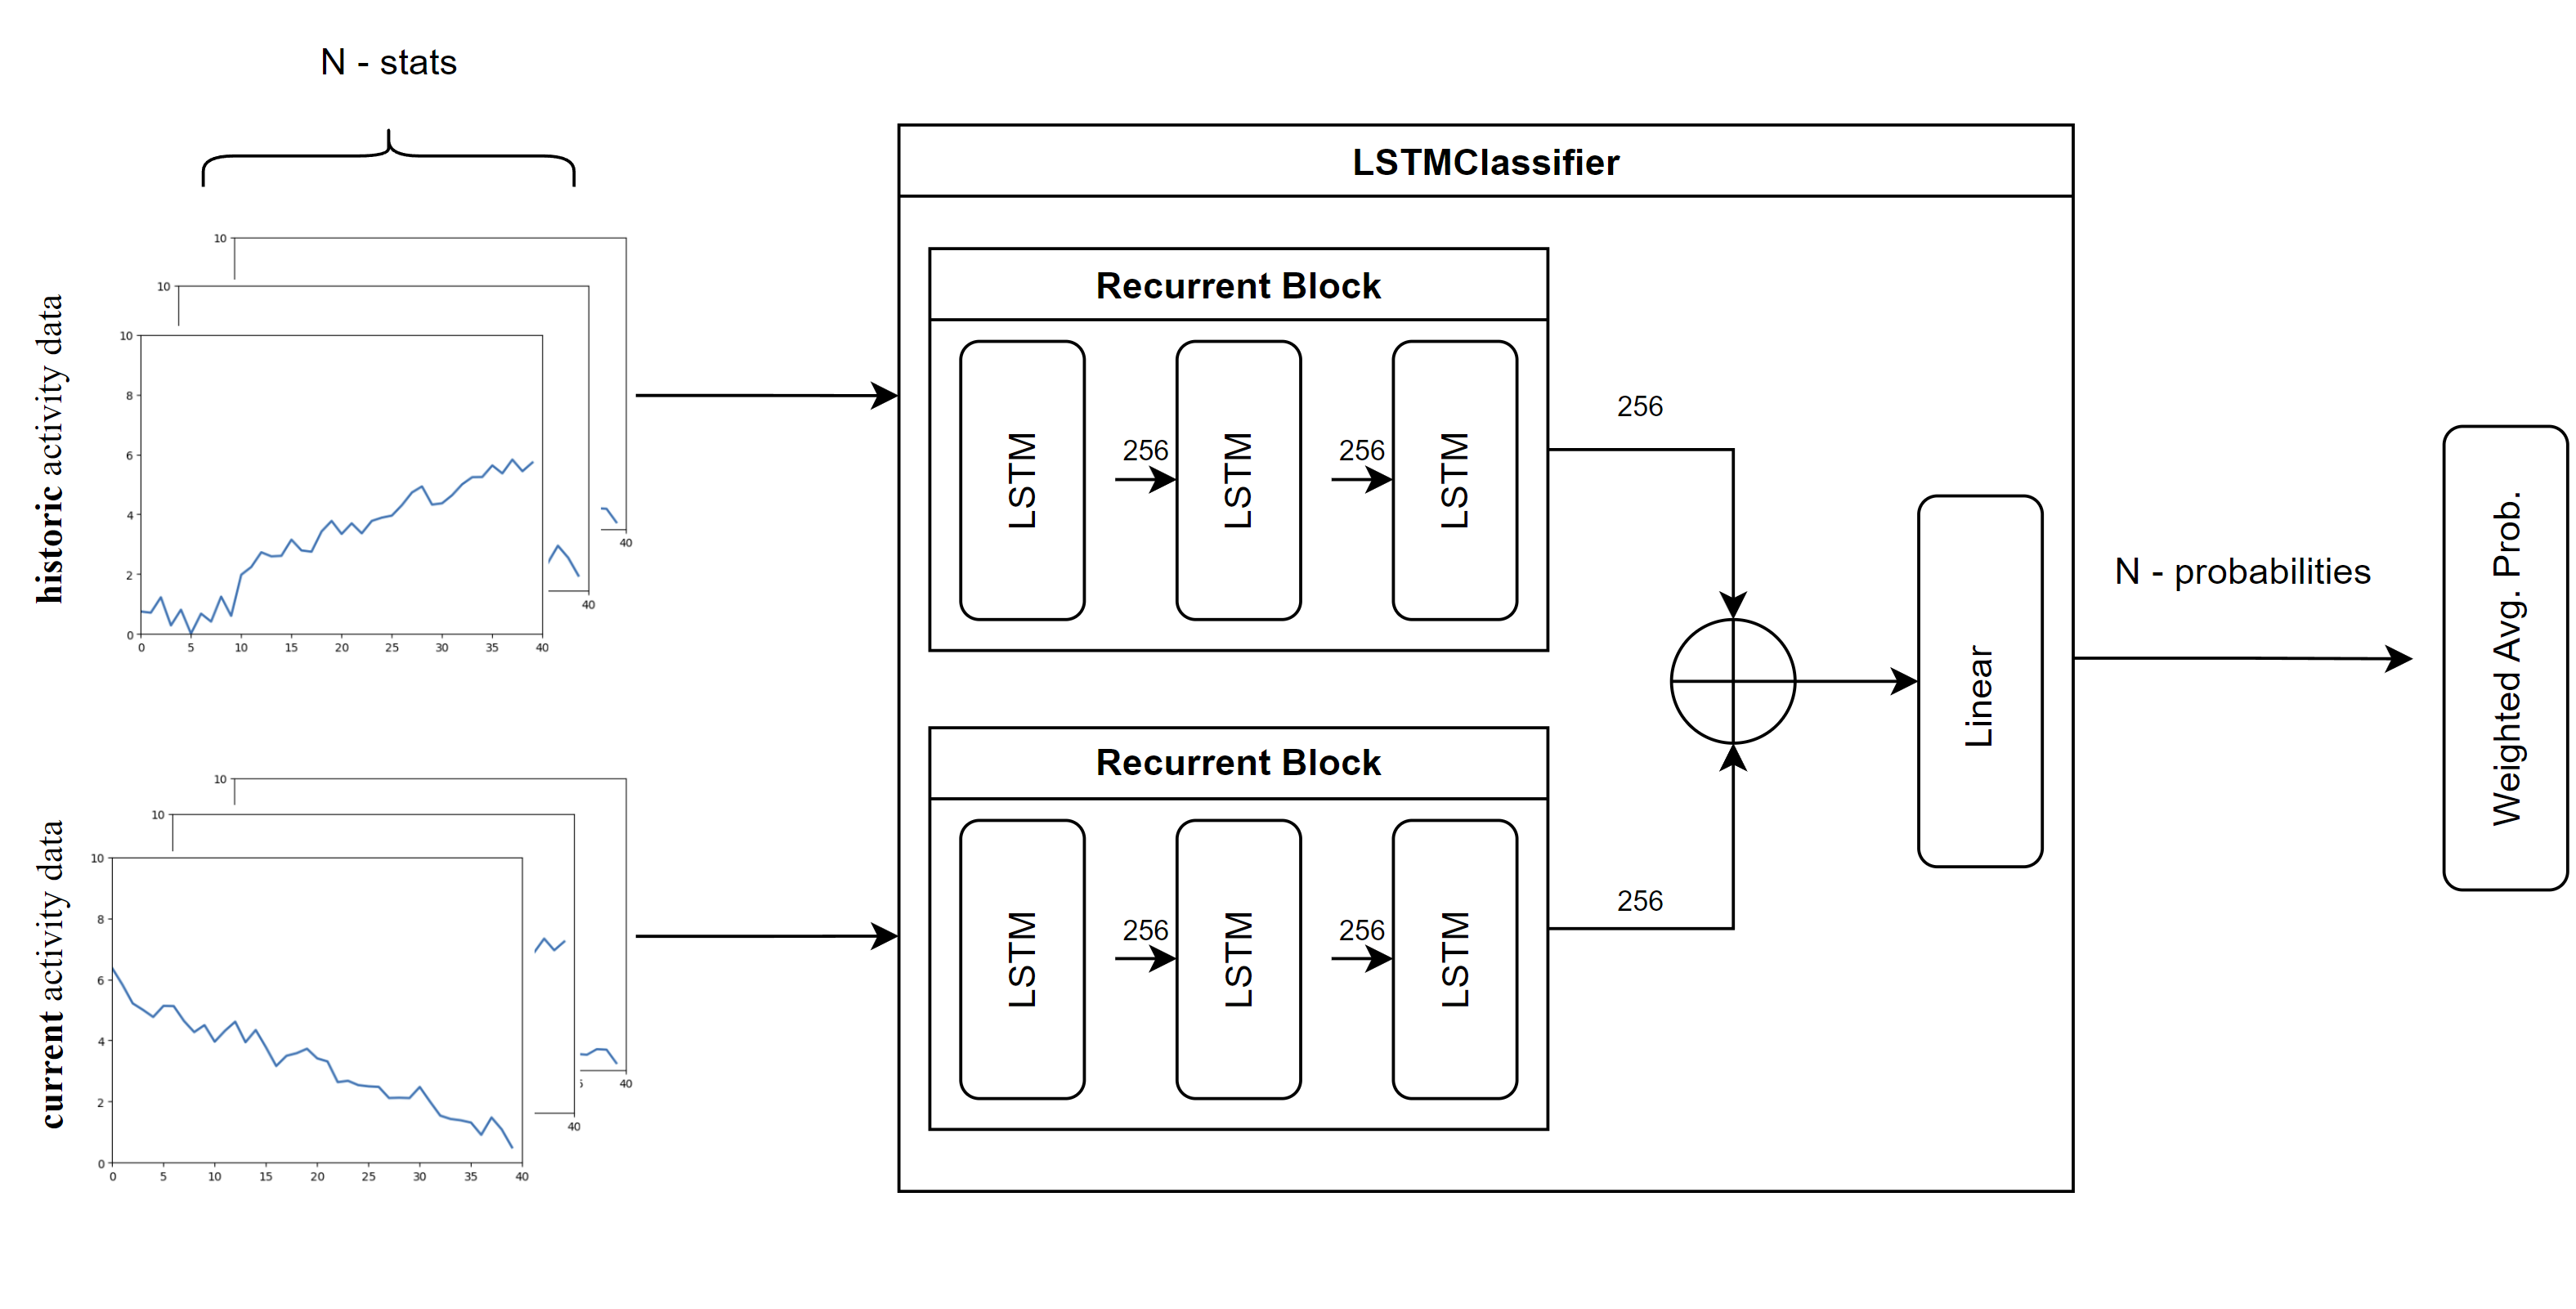 N - stats
historic activity data
10
10
10
8
6
4
2
0
0 5 10 15 20 25 30 35 40
40
40
current activity data
10
10
10
8
6
4
2
0
0 5 10 15 20 25 30 35 40
40
5 40
LSTMClassifier
Recurrent Block
LSTM
256
LSTM
256
LSTM
256
Recurrent Block
LSTM
256
LSTM
256
LSTM
256
Linear
N - probabilities
Weighted Avg. Prob.